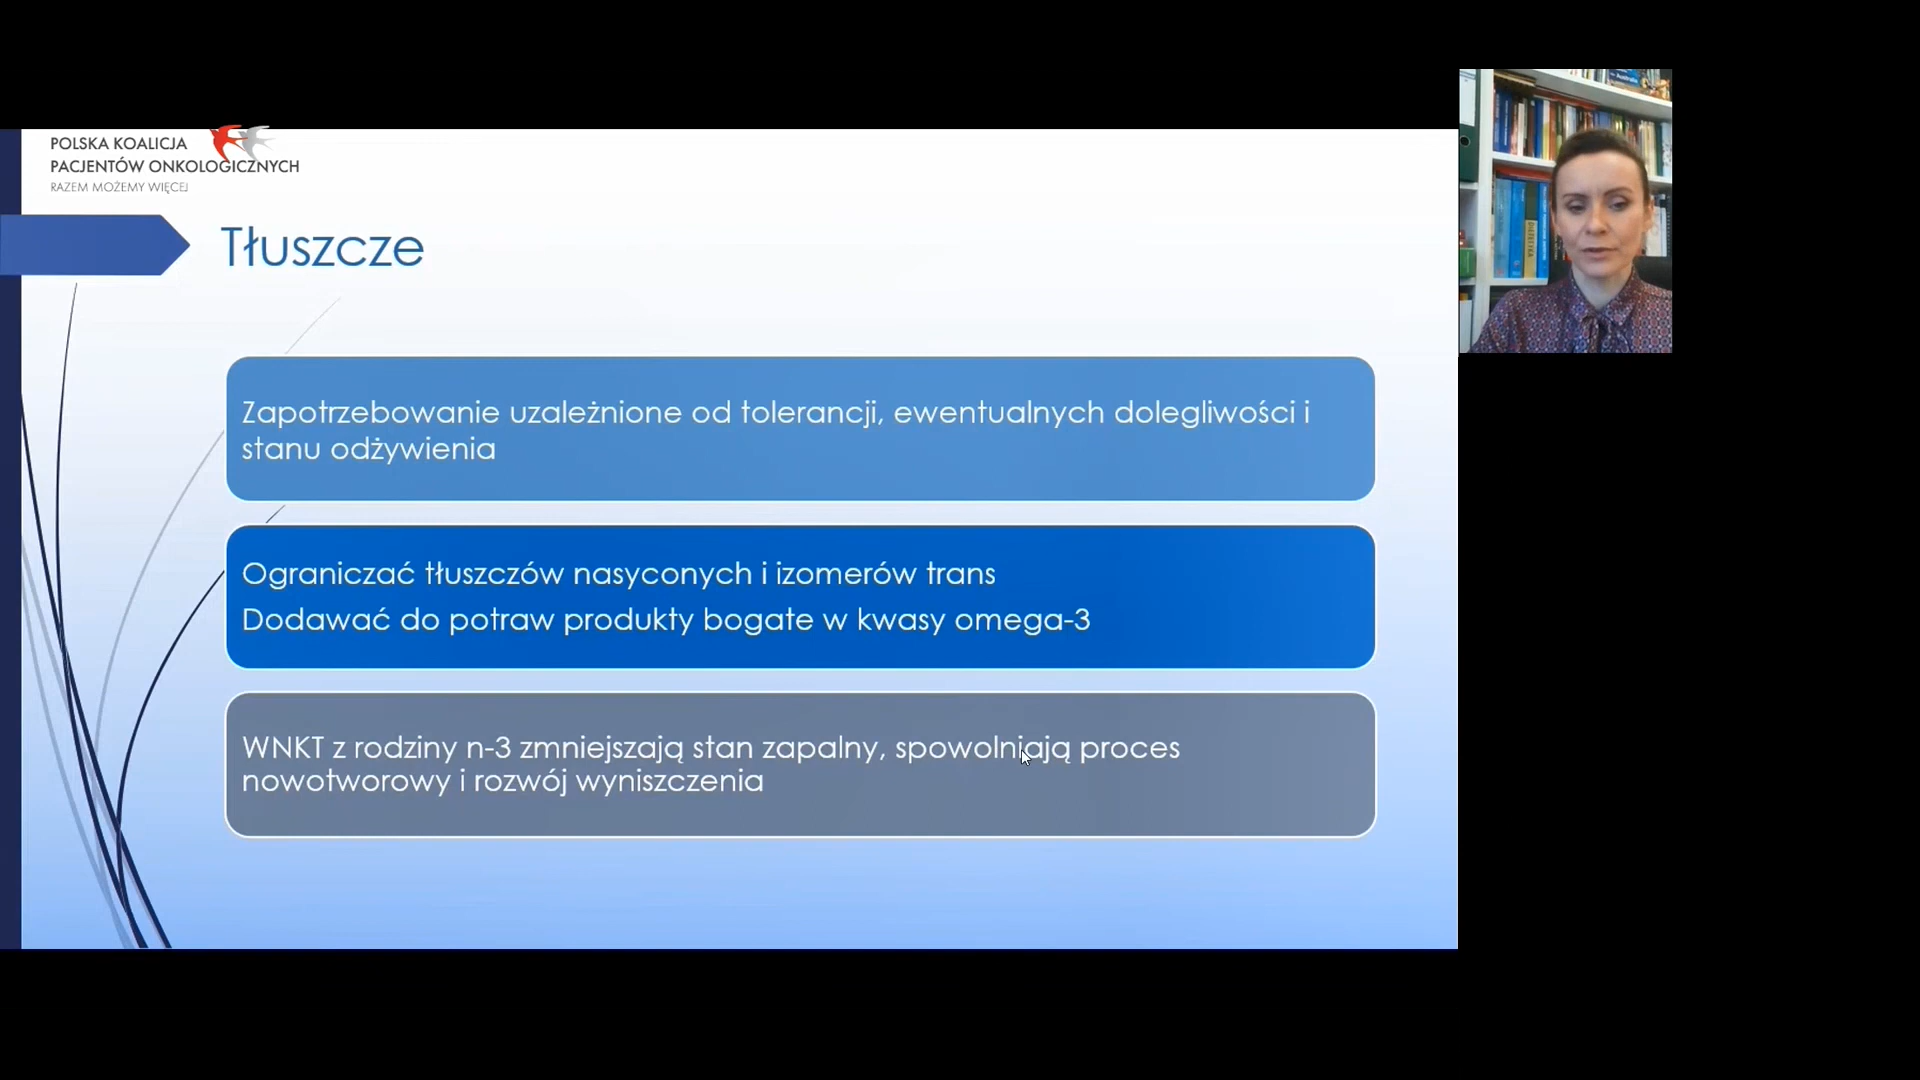 POLSKA KOALICJA
PACJENTÓW ONKOLOGICZNYCH
RAZEM MOŻEMY WIĘCEJ
Tłuszcze
Zapotrzebowanie uzależnione od tolerancji, ewentualnych dolegliwości i
stanu odżywienia
Ograniczać tłuszczów nasyconych i izomerów trans
Dodawać do potraw produkty bogate w kwasy omega-3
WNKT z rodziny n-3 zmniejszają stan zapalny, spowolniają proces
nowotworowy i rozwój wyniszczenia
Australia